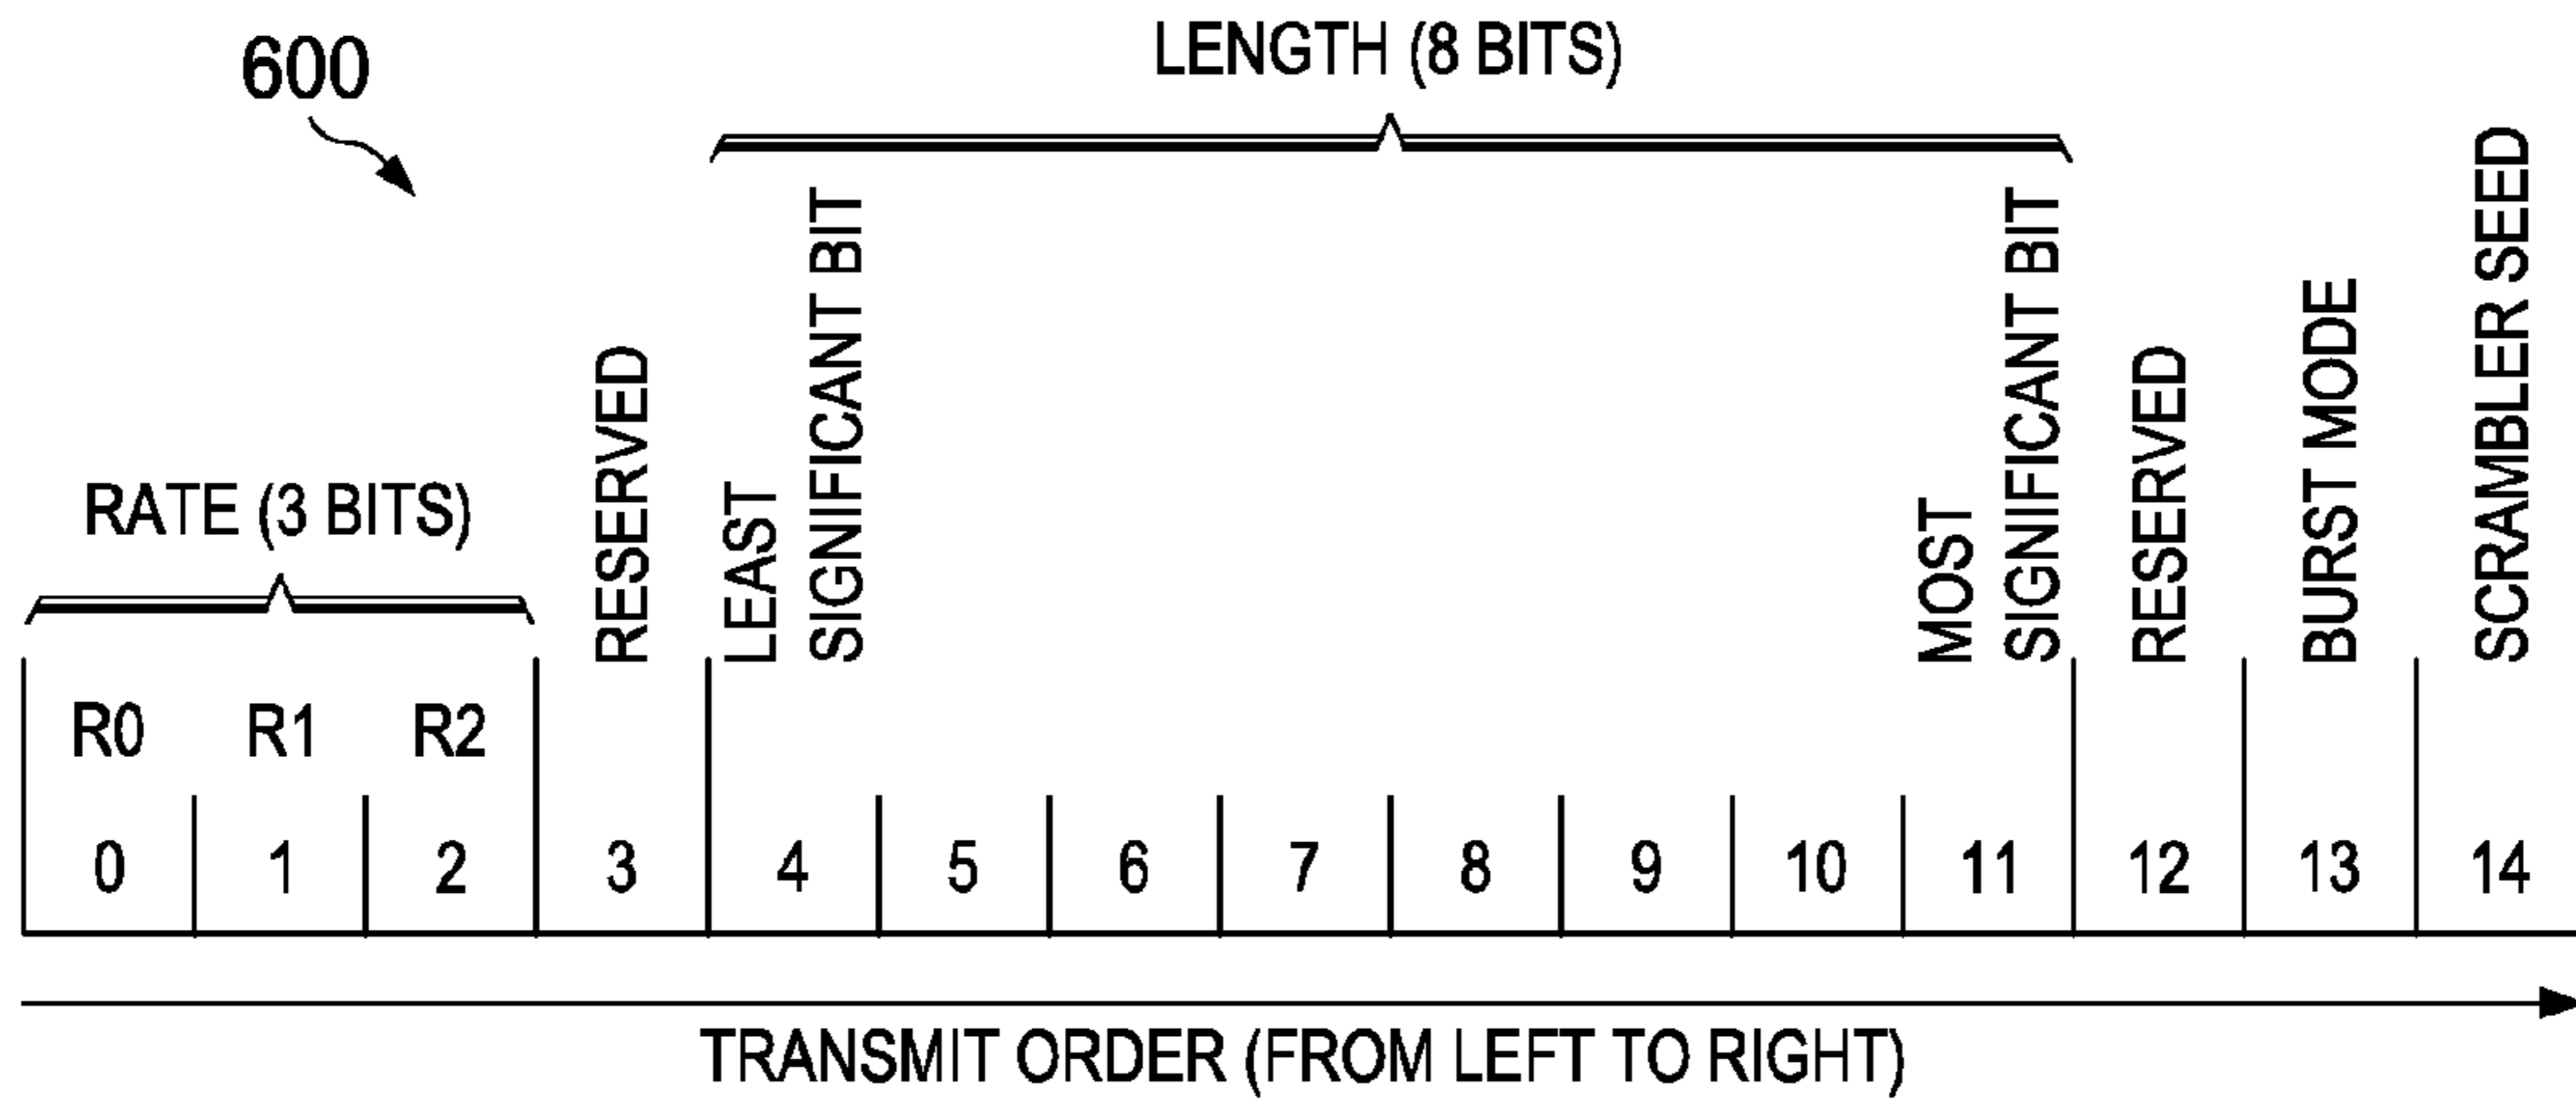 600
LENGTH (8 BITS)
RATE (3 BITS)
RESERVED
LEAST
SIGNIFICANT BIT
MOST
SIGNIFICANT BIT
RESERVED
BURST MODE
SCRAMBLER SEED
R0 R1 R2
0 1 2 3 4 5 6 7 8 9 10 11 12 13 14
TRANSMIT ORDER (FROM LEFT TO RIGHT)